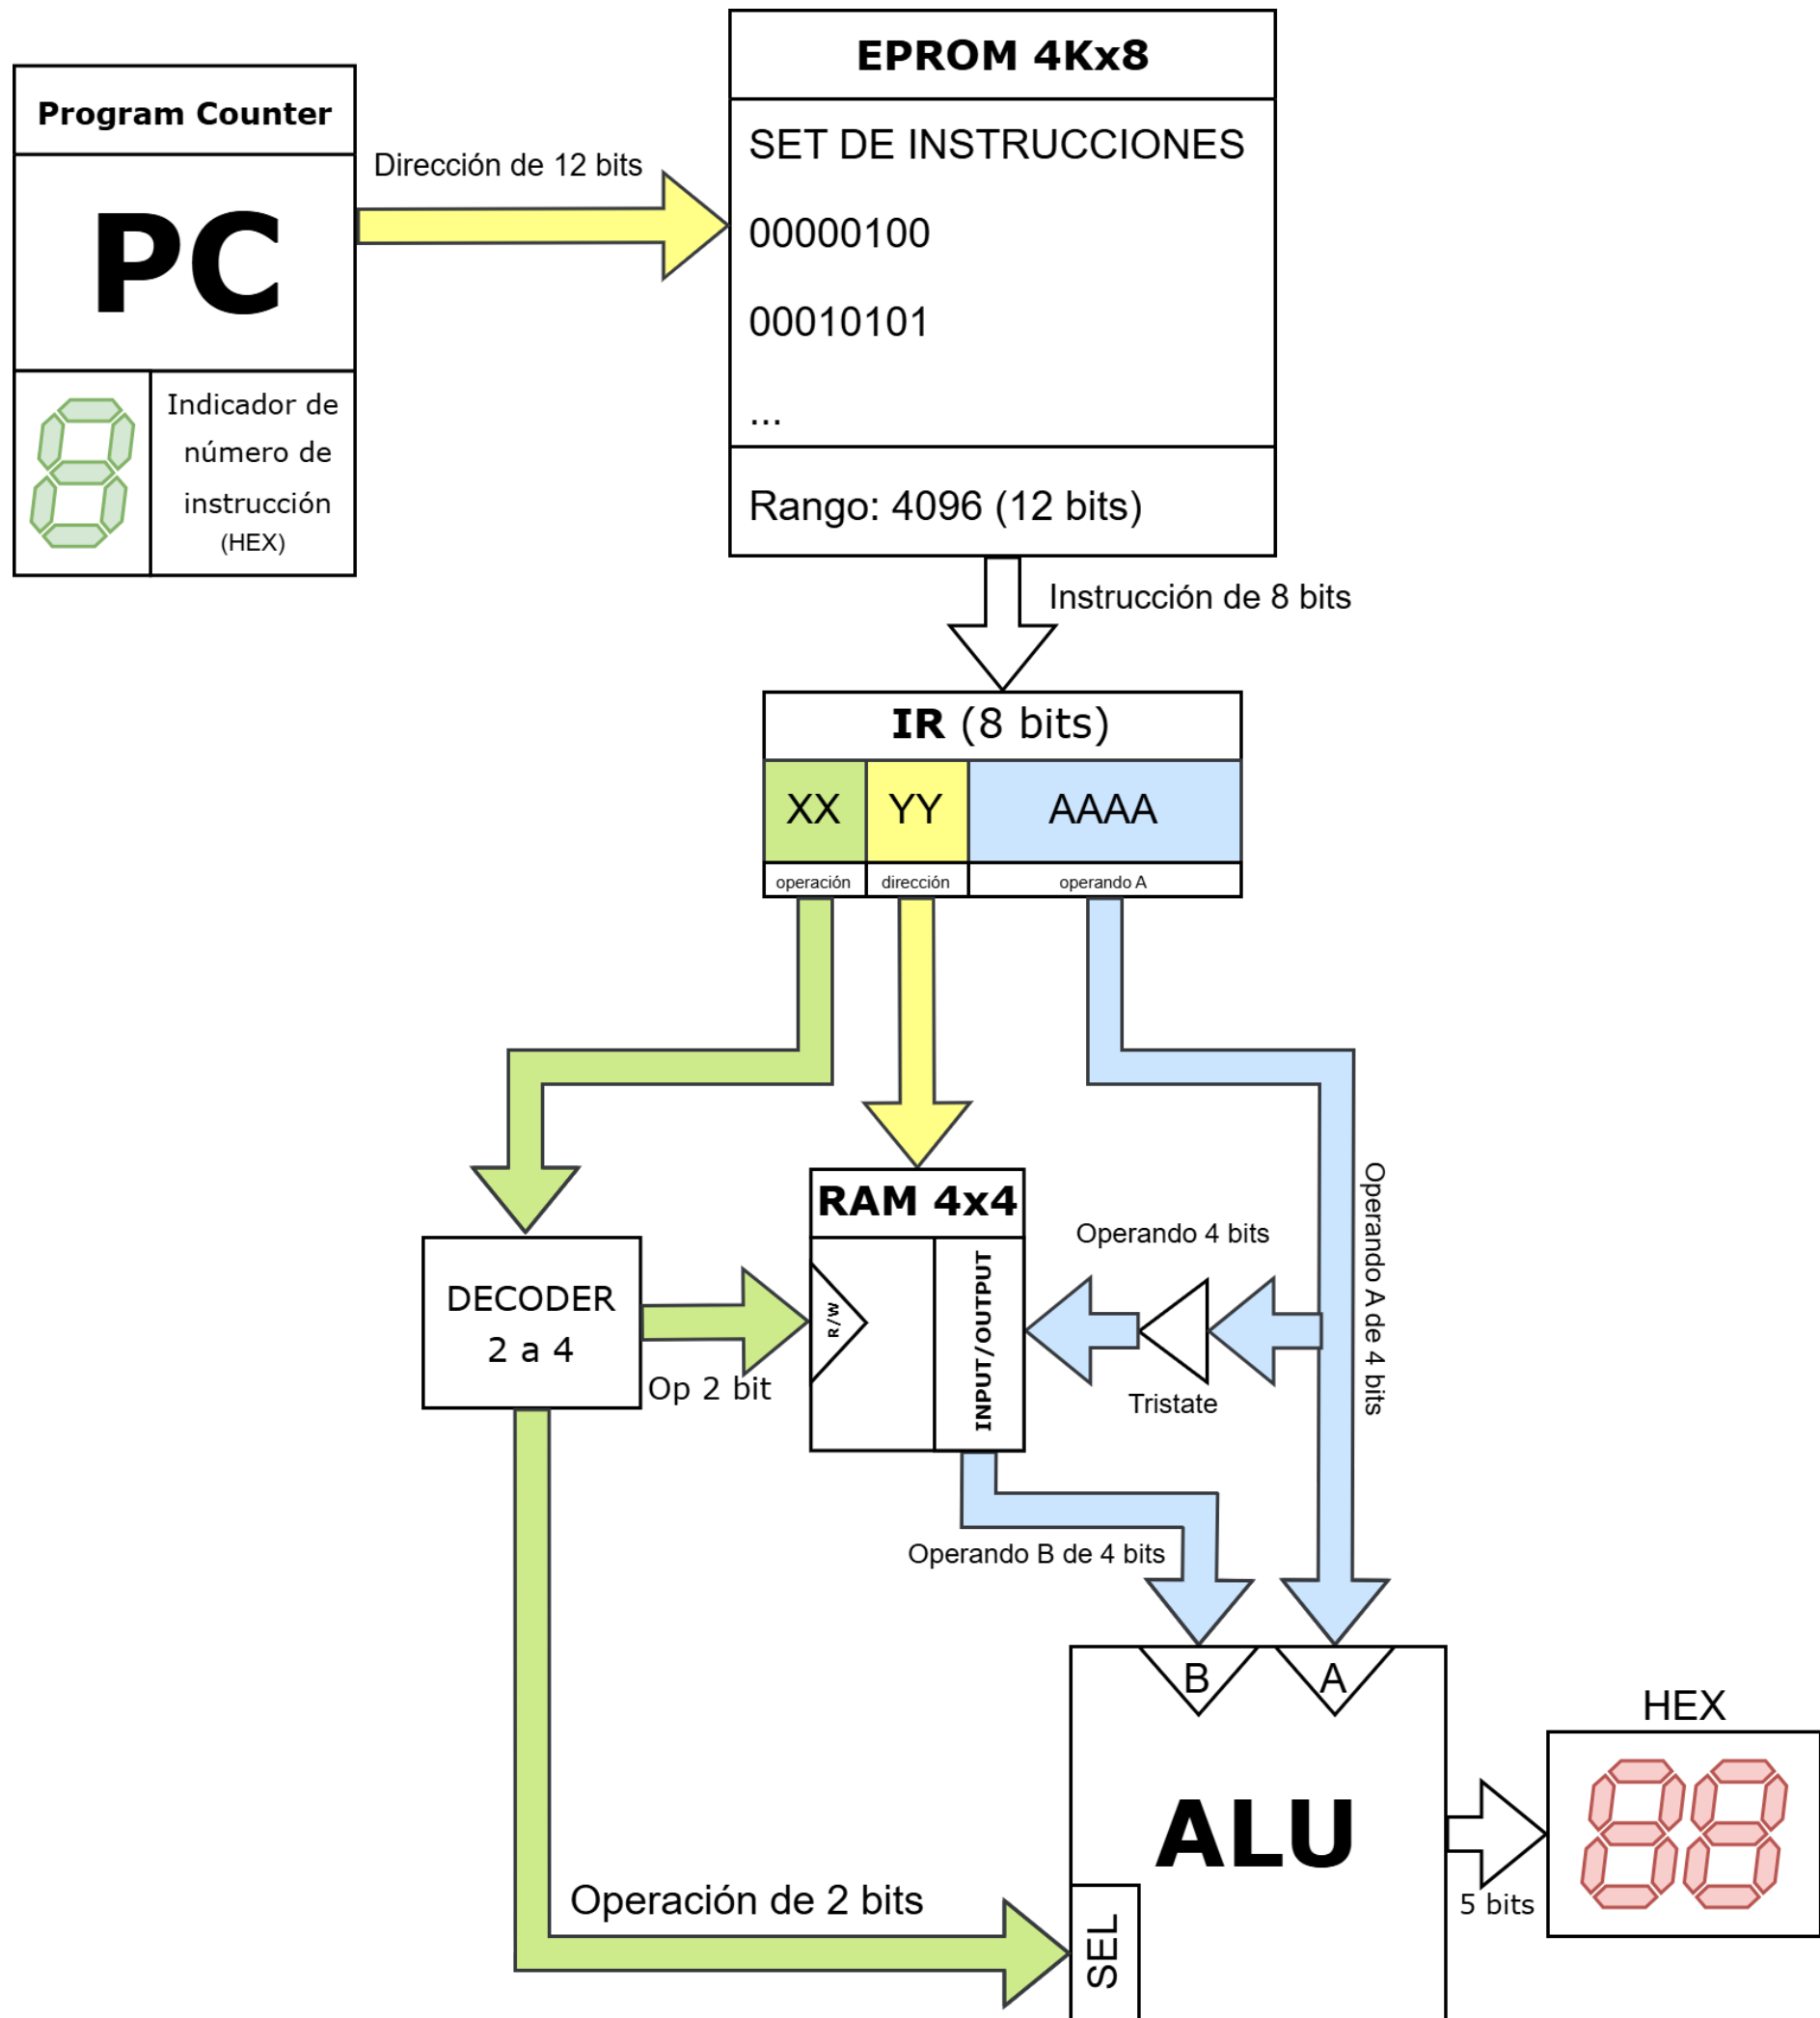 Program Counter
PC
Indicador de
número de
instrucción
(HEX)
Dirección de 12 bits
EPROM 4Kx8
SET DE INSTRUCCIONES
00000100
00010101
...
Rango: 4096 (12 bits)
Instrucción de 8 bits
IR (8 bits)
XX YY AAAA
operación dirección operando A
DECODER
2 a 4
Op 2 bit
RAM 4x4
R/W
INPUT/OUTPUT
Operando 4 bits
Tristate
Operando A de 4 bits
Operando B de 4 bits
B A
ALU
SEL
Operación de 2 bits
5 bits
HEX